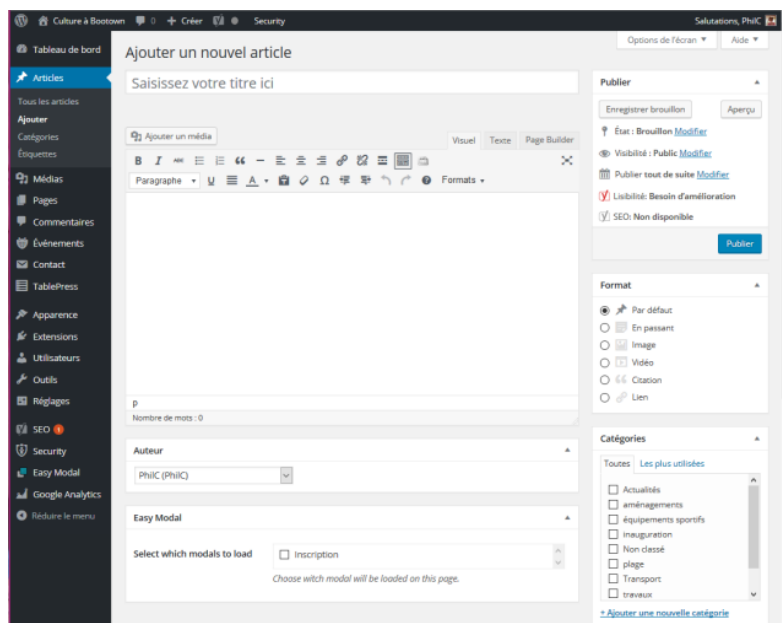 Culture à Bootown 0 + Créer Security Salutations, PhilC
Options de l'écran ▼ Aide ▼
Tableau de bord
Articles
Tous les articles
Ajouter
Catégories
Étiquettes
Médias
Pages
Commentaires
Événements
Contact
TablePress
Apparence
Extensions
Utilisateurs
Outils
Réglages
SEO 1
Security
Easy Modal
Google Analytics
Réduire le menu
Ajouter un nouvel article
Saisissez votre titre ici
Ajouter un média
Visuel Texte Page Builder
B I ABC
Paragraphe U A Ω Formats
p
Nombre de mots : 0
Auteur
PhilC (PhilC)
Easy Modal
Select which modals to load Inscription
Choose witch modal will be loaded on this page.
Publier
Enregistrer brouillon Aperçu
État : Brouillon Modifier
Visibilité : Public Modifier
Publier tout de suite Modifier
Lisibilité: Besoin d'amélioration
SEO: Non disponible
Publier
Format
Par défaut
En passant
Image
Vidéo
Citation
Lien
Catégories
Toutes Les plus utilisées
Actualités
aménagements
équipements sportifs
inauguration
Non classé
plage
Transport
travaux
+ Ajouter une nouvelle catégorie